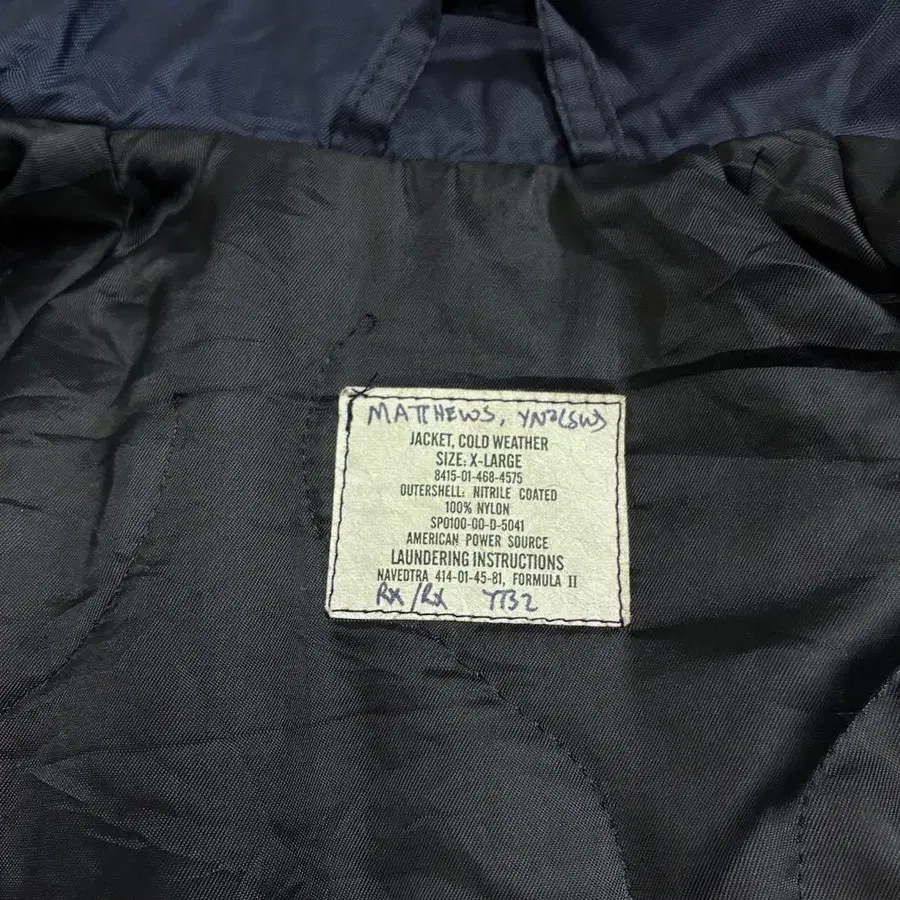 MATTHEWS, YN2(SW)
JACKET, COLD WEATHER
SIZE: X-LARGE
8415-01-468-4575
OUTERSHELL: NITRILE COATED
100% NYLON
SP0100-00-D-5041
AMERICAN POWER SOURCE
LAUNDERING INSTRUCTIONS
NAVEDTRA 414-01-45-81, FORMULA II
RX/RX